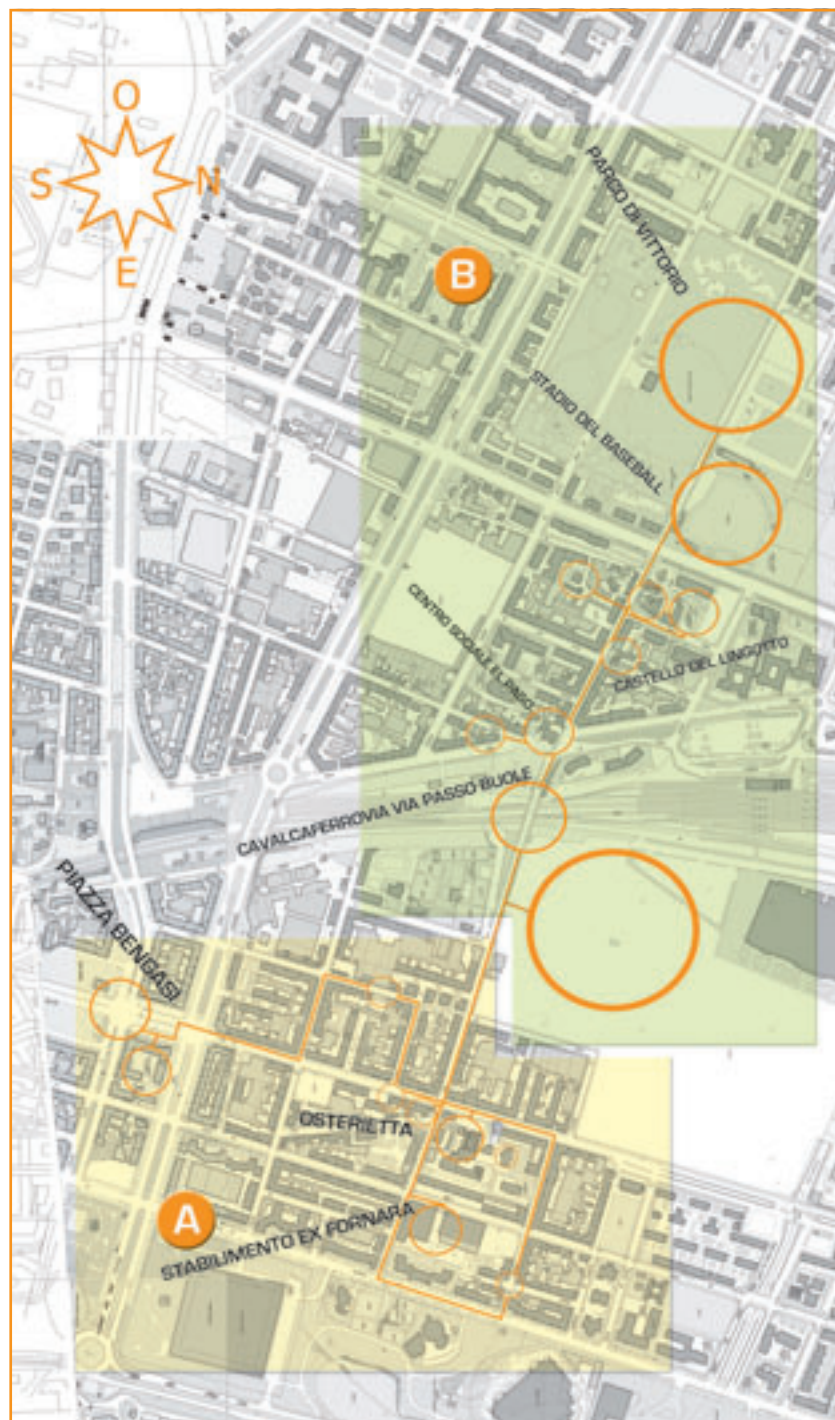 O
S N
E
PARCO DI VITTORIO
B
STADIO DEL BASEBALL
CENTRO SOCIALE EL PASO
CASTELLO DEL LINGOTTO
CAVALCAFERROVIA VIA PASSO BUOLE
PIAZZA BENGASI
OSTERIETTA
A
STABILIMENTO EX FORNARA